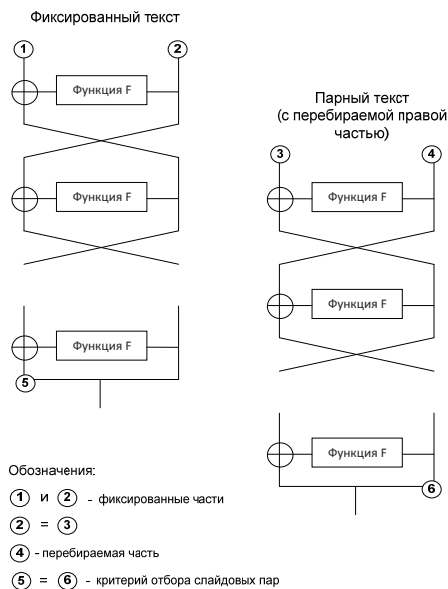 Фиксированный текст
1 2
Функция F
Функция F
Функция F
5
Парный текст
(с перебираемой правой
частью)
3 4
Функция F
Функция F
Функция F
6
Обозначения:
1 и 2 - фиксированные части
2 = 3
4 - перебираемая часть
5 = 6 - критерий отбора слайдовых пар